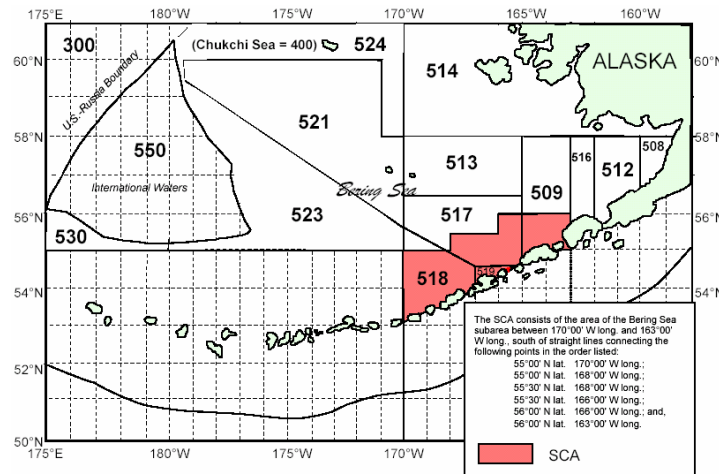 175°E 180°W 175°W 170°W 165°W 160°W
300 (Chukchi Sea = 400) 524
60°N 60°N
514 ALASKA
U.S.-Russia Boundary
521
58°N 58°N
550 513 516 508
512
International Waters Bering Sea 509
56°N 523 517 56°N
530
518 519
54°N 54°N
52°N
50°N
The SCA consists of the area of the Bering Sea
subarea between 170°00' W long. and 163°00'
W long., south of straight lines connecting the
following points in the order listed:
55°00' N lat. 170°00' W long.;
55°00' N lat. 168°00' W long.;
55°30' N lat. 168°00' W long.;
55°30' N lat. 166°00' W long.;
56°00' N lat. 166°00' W long.; and,
56°00' N lat. 163°00' W long.
SCA
175°E 180°W 175°W 170°W